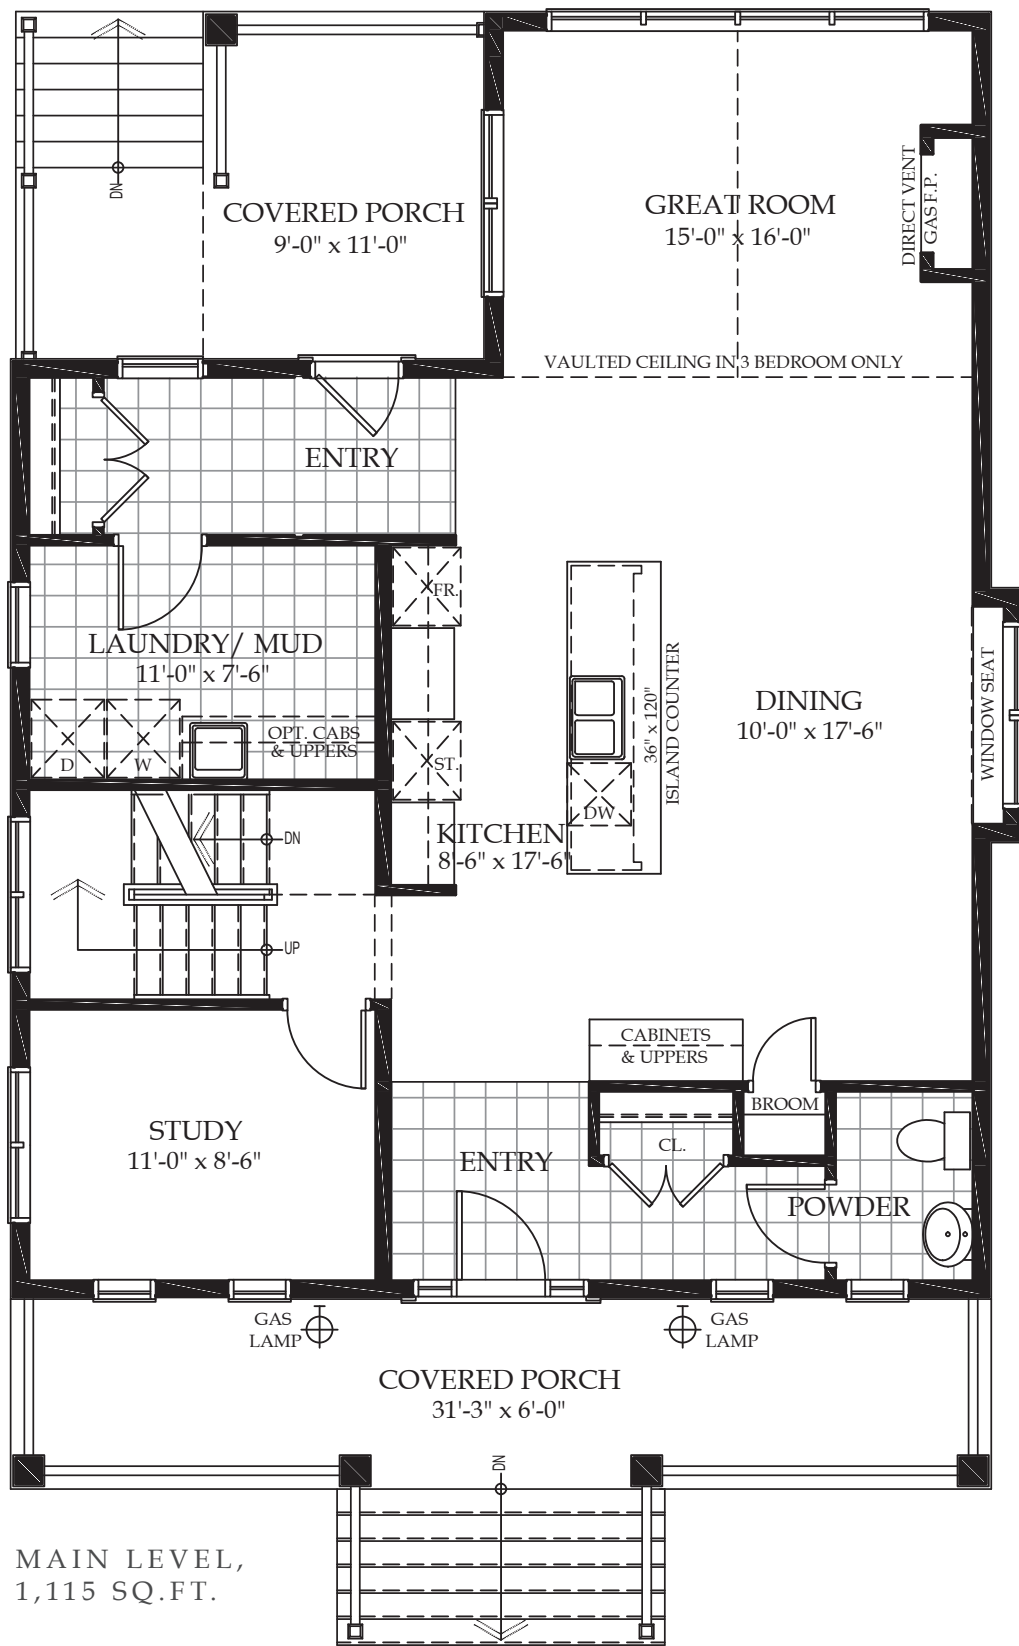 DN
COVERED PORCH
9'-0" x 11'-0"
GREAT ROOM
15'-0" x 16'-0"
DIRECT VENT
GAS F.P.
VAULTED CEILING IN 3 BEDROOM ONLY
ENTRY
FR.
LAUNDRY/ MUD
11'-0" x 7'-6"
D
W
OPT. CABS
& UPPERS
ST.
36" x 120"
ISLAND COUNTER
DW
DINING
10'-0" x 17'-6"
WINDOW SEAT
KITCHEN
8'-6" x 17'-6"
DN
UP
CABINETS
& UPPERS
BROOM
STUDY
11'-0" x 8'-6"
ENTRY
CL.
POWDER
GAS
LAMP
GAS
LAMP
COVERED PORCH
31'-3" x 6'-0"
DN
MAIN LEVEL,
1,115 SQ.FT.